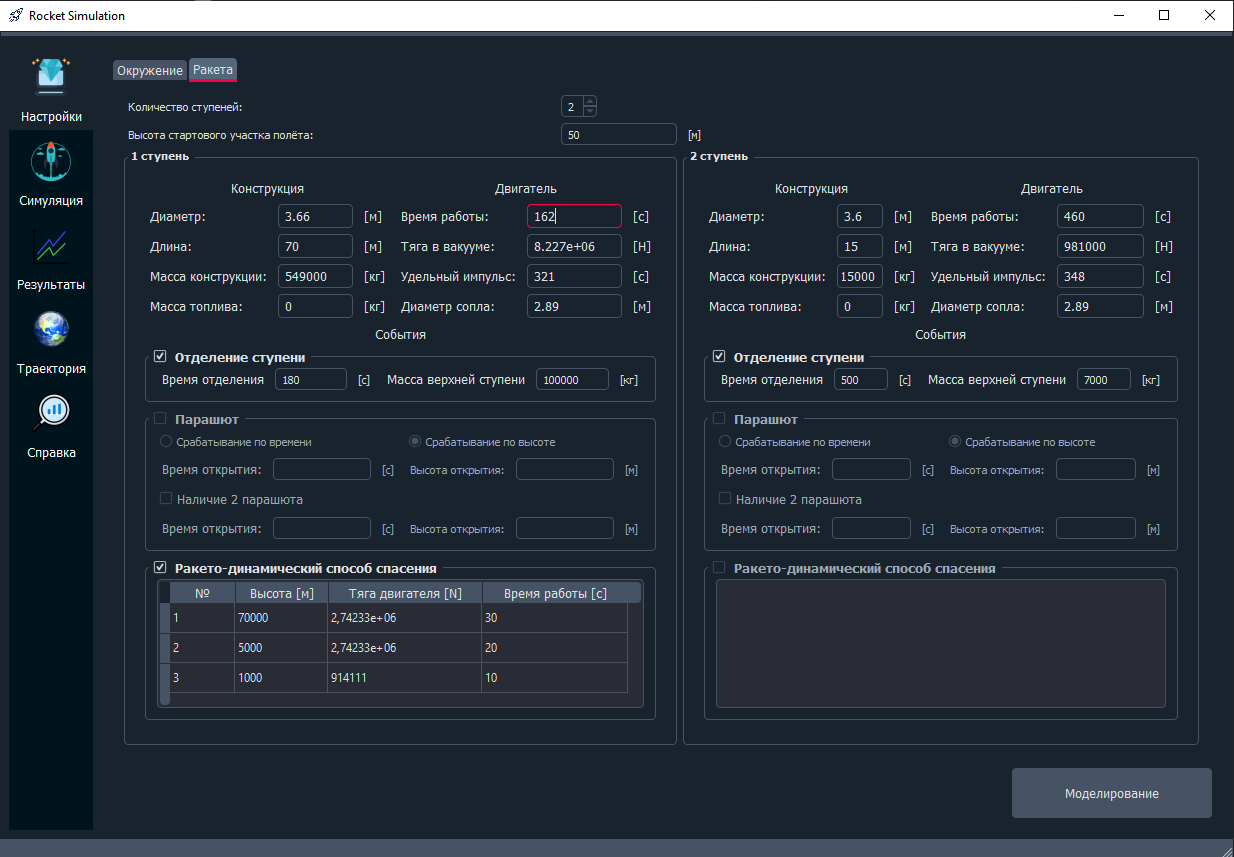 Rocket Simulation
Настройки
Симуляция
Результаты
Траектория
Справка
Окружение Ракета
Количество ступеней: 2
Высота стартового участка полёта: 50 [м]
1 ступень
Конструкция Двигатель
Диаметр: 3.66 [м] Время работы: 162 [с]
Длина: 70 [м] Тяга в вакууме: 8.227e+06 [Н]
Масса конструкции: 549000 [кг] Удельный импульс: 321 [с]
Масса топлива: 0 [кг] Диаметр сопла: 2.89 [м]
События
Отделение ступени
Время отделения 180 [с] Масса верхней ступени 100000 [кг]
Парашют
Срабатывание по времени Срабатывание по высоте
Время открытия: [с] Высота открытия: [м]
Наличие 2 парашюта
Время открытия: [с] Высота открытия: [м]
Ракето-динамический способ спасения
№ Высота [м] Тяга двигателя [N] Время работы [с]
1 70000 2,74233e+06 30
2 5000 2,74233e+06 20
3 1000 914111 10
2 ступень
Конструкция Двигатель
Диаметр: 3.6 [м] Время работы: 460 [с]
Длина: 15 [м] Тяга в вакууме: 981000 [Н]
Масса конструкции: 15000 [кг] Удельный импульс: 348 [с]
Масса топлива: 0 [кг] Диаметр сопла: 2.89 [м]
События
Отделение ступени
Время отделения 500 [с] Масса верхней ступени 7000 [кг]
Парашют
Срабатывание по времени Срабатывание по высоте
Время открытия: [с] Высота открытия: [м]
Наличие 2 парашюта
Время открытия: [с] Высота открытия: [м]
Ракето-динамический способ спасения
Моделирование